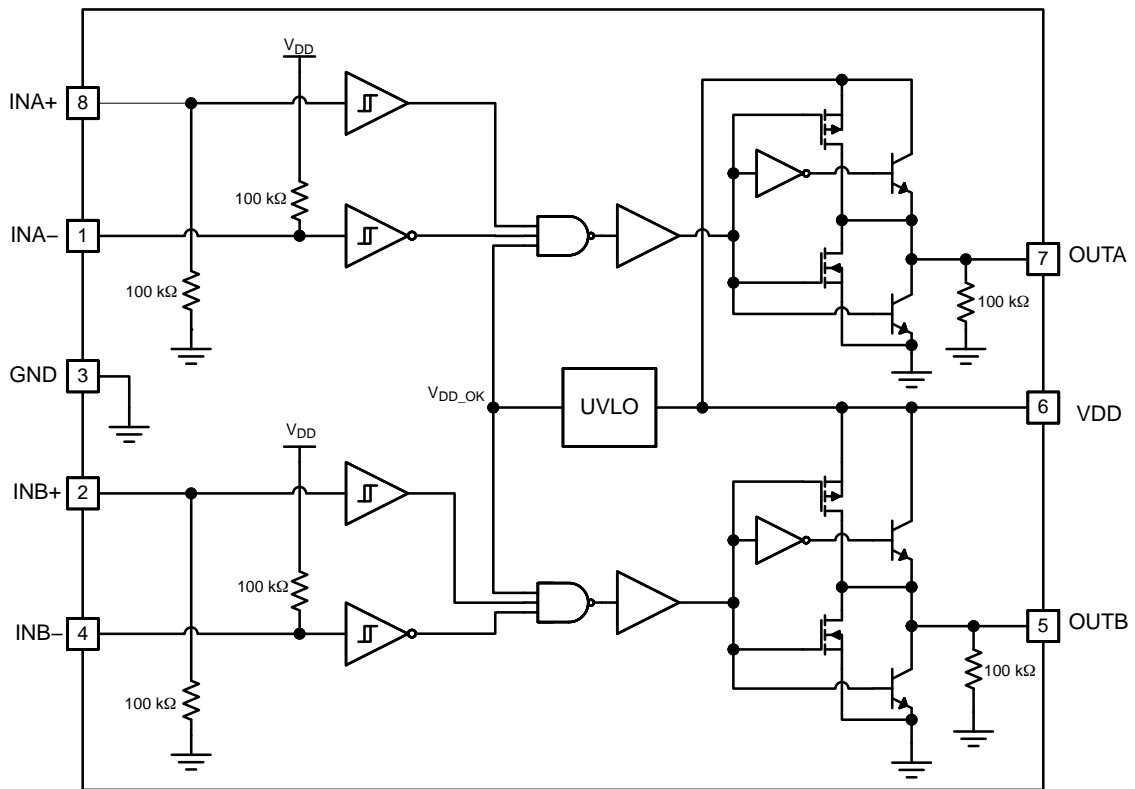 V_DD
INA+ 8
100 kΩ
INA– 1
7 OUTA
100 kΩ
100 kΩ
GND 3
V_DD_OK
UVLO
6 VDD
V_DD
INB+ 2
100 kΩ
INB– 4
5 OUTB
100 kΩ
100 kΩ